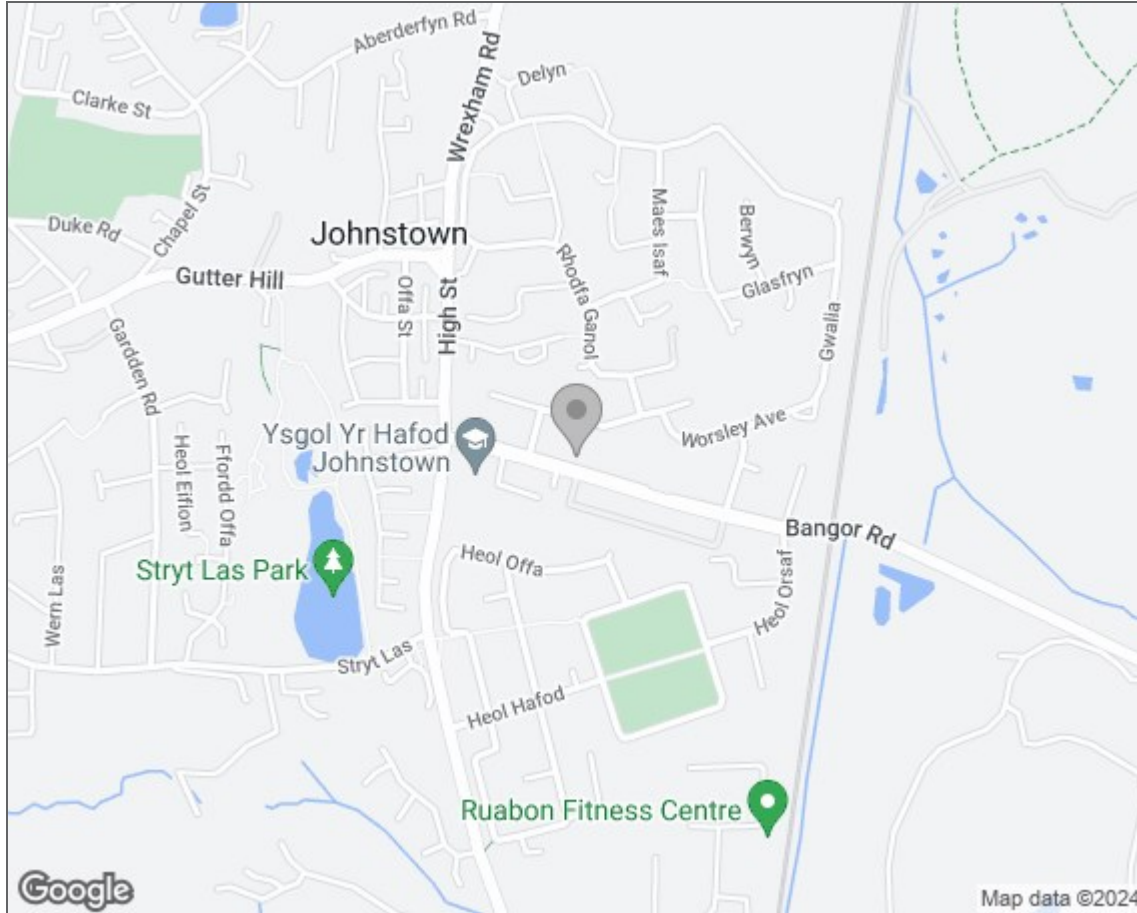 Aberderfyn Rd
Wrexham Rd
Delyn
Clarke St
Chapel St
Maes Isaf
Berwyn
Duke Rd
Johnstown
Rhodfa Ganol
Gutter Hill
Glasfryn
Offa St
High St
Gwalia
Gardden Rd
Worsley Ave
Ysgol Yr Hafod
Johnstown
Heol Eifion
Ffordd Offa
Bangor Rd
Heol Offa
Stryt Las Park
Heol Orsaf
Wern Las
Stryt Las
Heol Hafod
Ruabon Fitness Centre
Google
Map data ©2024